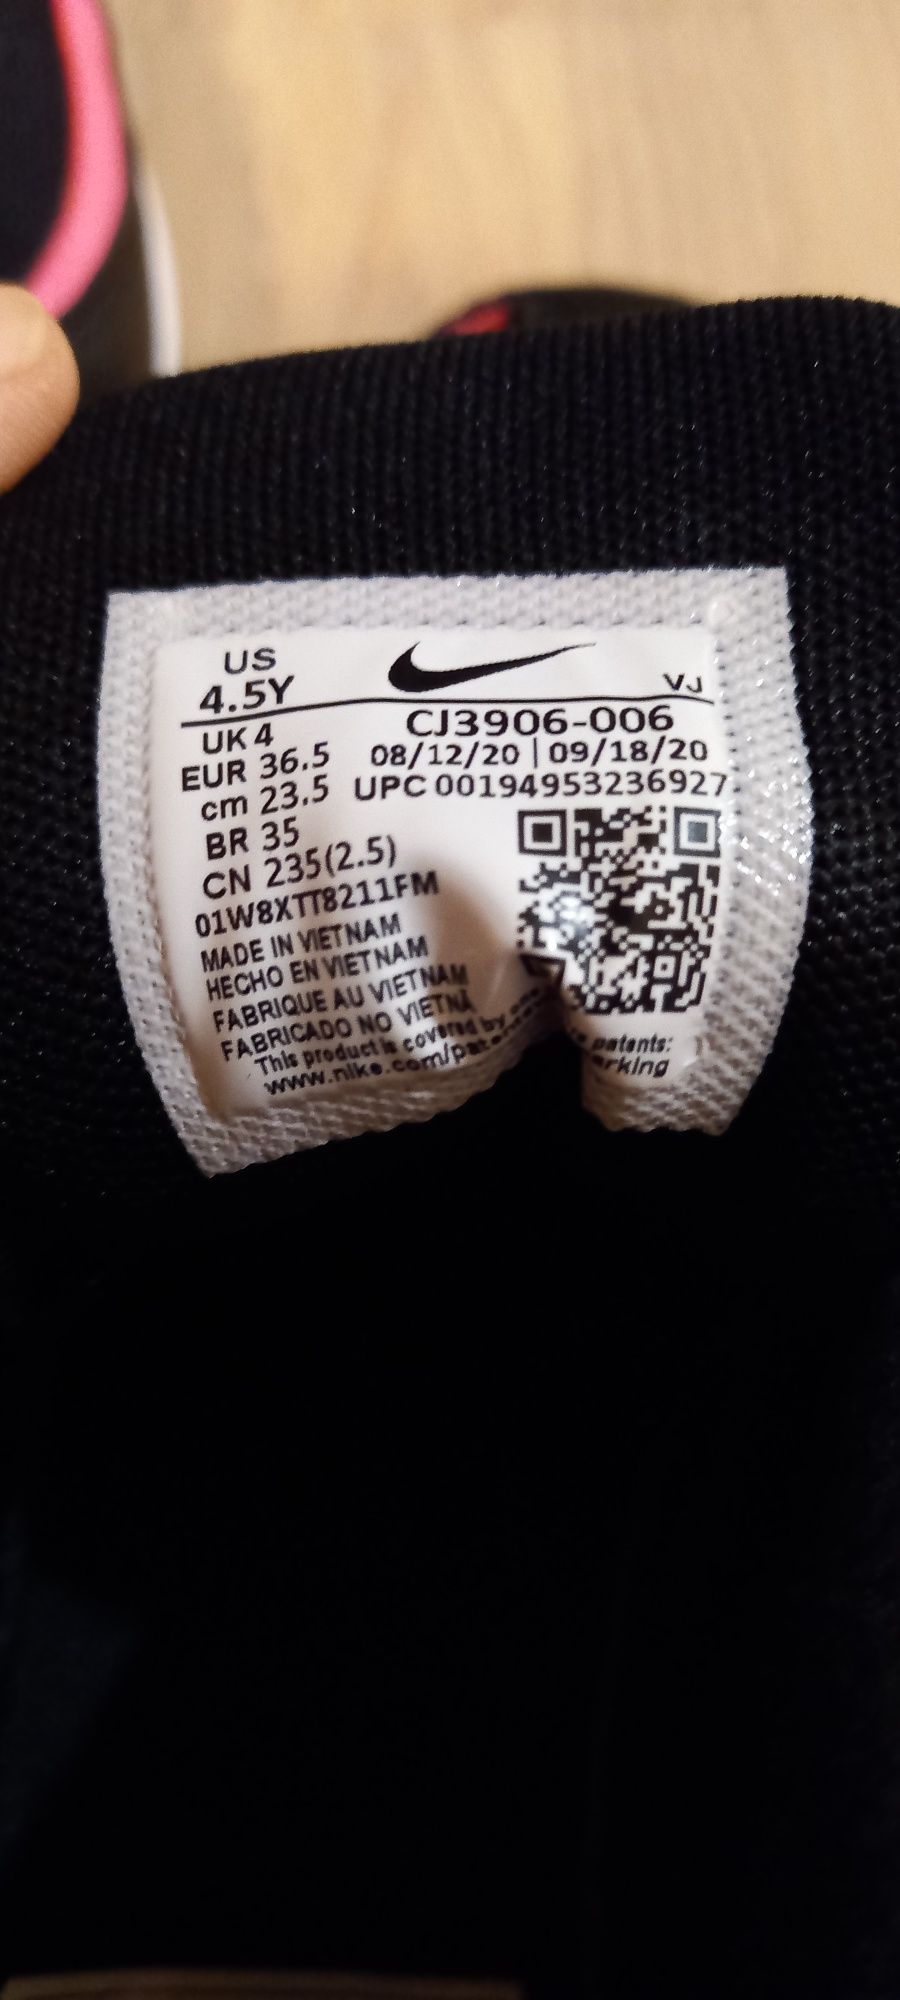 US
4.5Y
VJ
UK 4
EUR 36.5
cm 23.5
BR 35
CN 235(2.5)
CJ3906-006
08/12/20 | 09/18/20
UPC 00194953236927
01W8XTT8211FM
MADE IN VIETNAM
HECHO EN VIETNAM
FABRIQUE AU VIETNAM
FABRICADO NO VIETNÃ
This product is covered by patents:
www.nike.com/